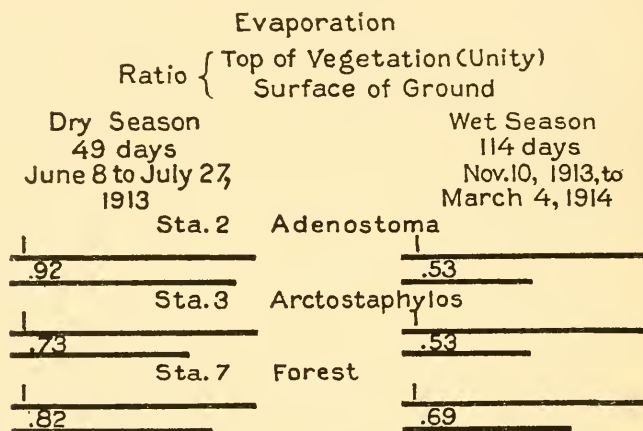 Evaporation
Ratio { Top of Vegetation (Unity)
Surface of Ground
Dry Season
49 days
June 8 to July 27,
1913
Wet Season
114 days
Nov. 10, 1913, to
March 4, 1914
Sta. 2 Adenostoma
1 1
.92 .53
Sta. 3 Arctostaphylos
1 1
.73 .53
Sta. 7 Forest
1 1
.82 .69